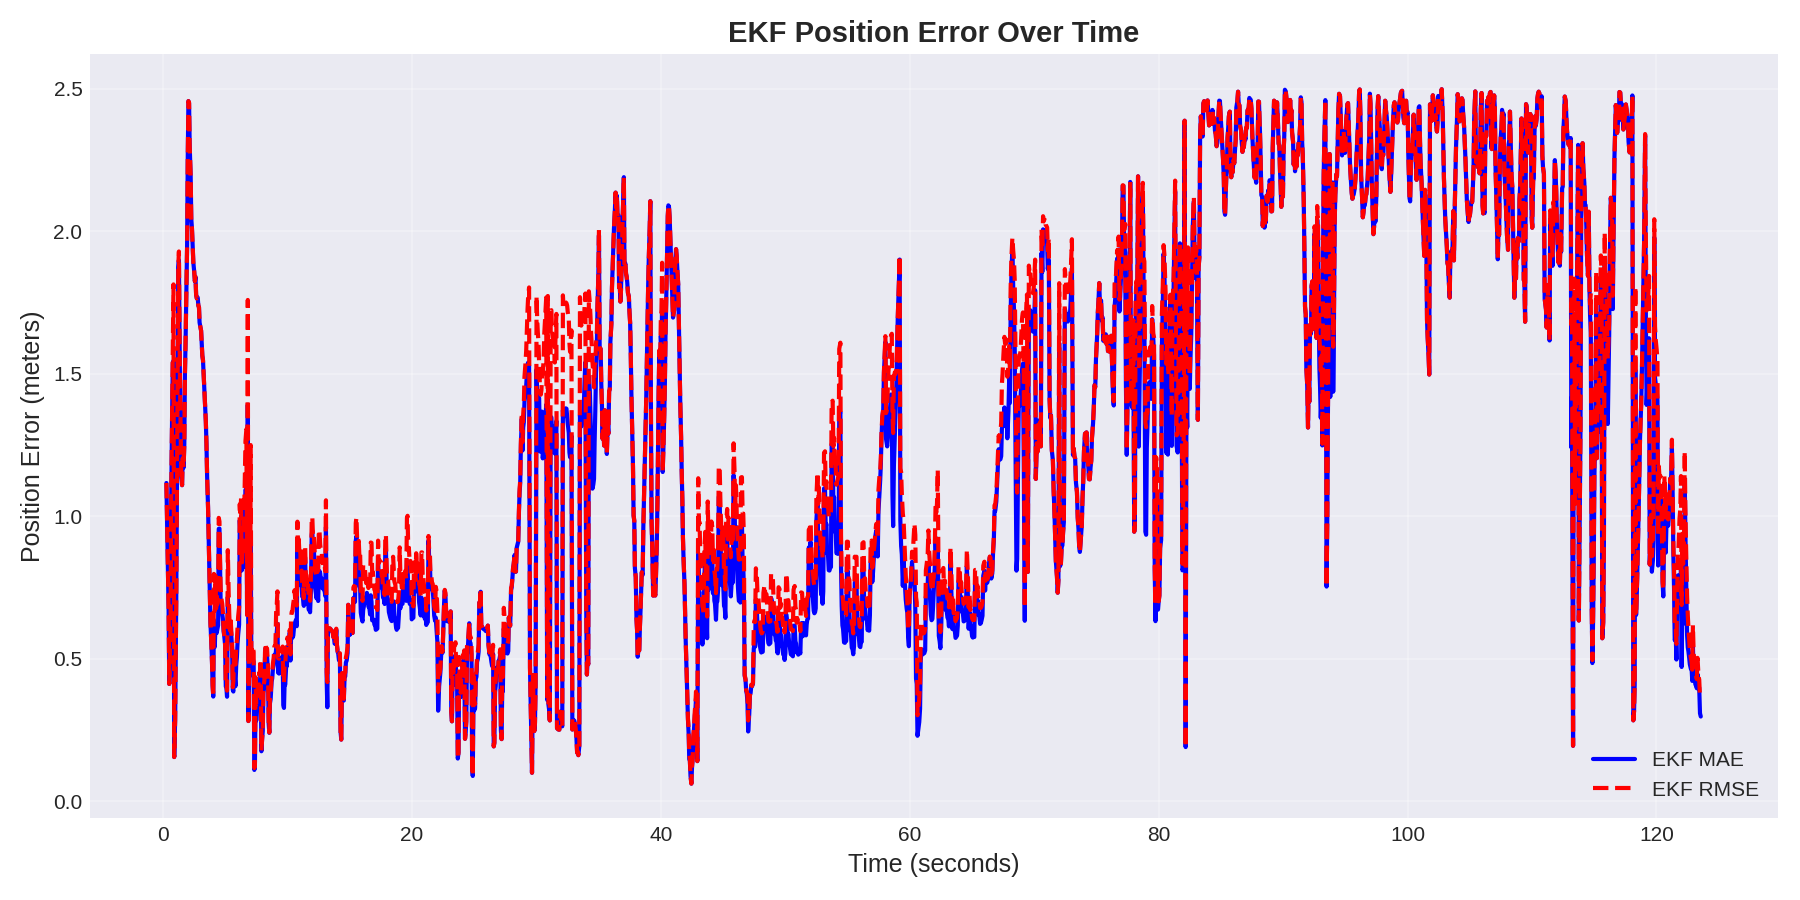 EKF Position Error Over Time
Position Error (meters)
2.5
2.0
1.5
1.0
0.5
0.0
0 20 40 60 80 100 120
Time (seconds)
EKF MAE
EKF RMSE